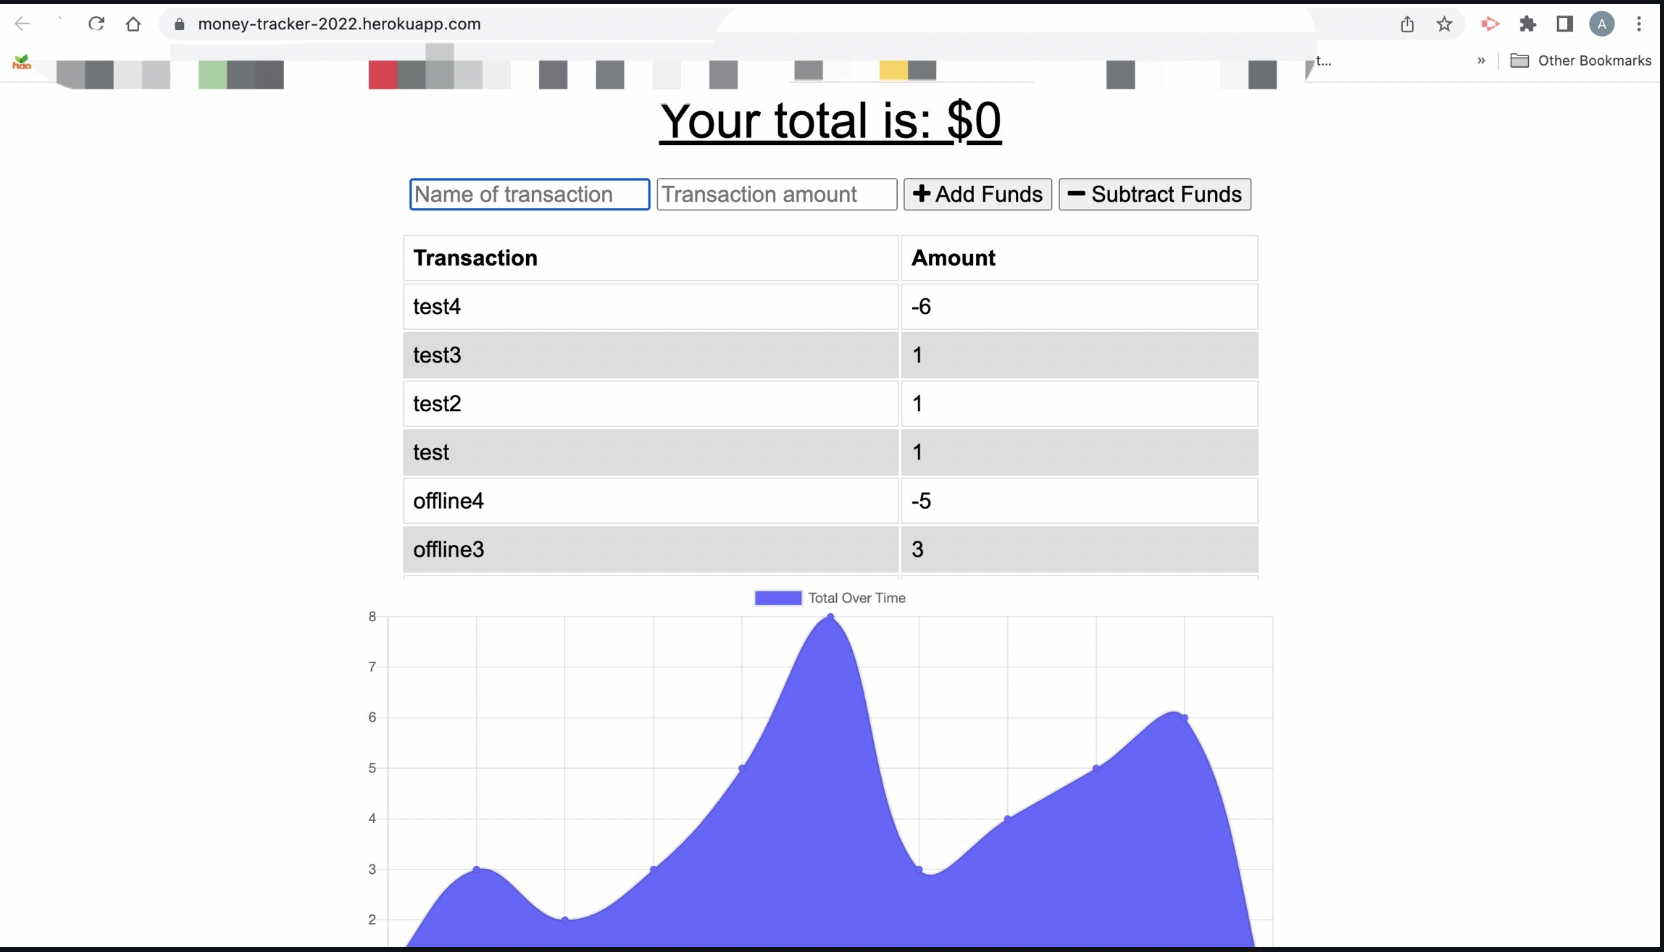 money-tracker-2022.herokuapp.com
A
hao
t...
»
Other Bookmarks
Your total is: $0
Name of transaction
Transaction amount
Add Funds
Subtract Funds
Transaction Amount
test4 -6
test3 1
test2 1
test 1
offline4 -5
offline3 3
Total Over Time
8
7
6
5
4
3
2